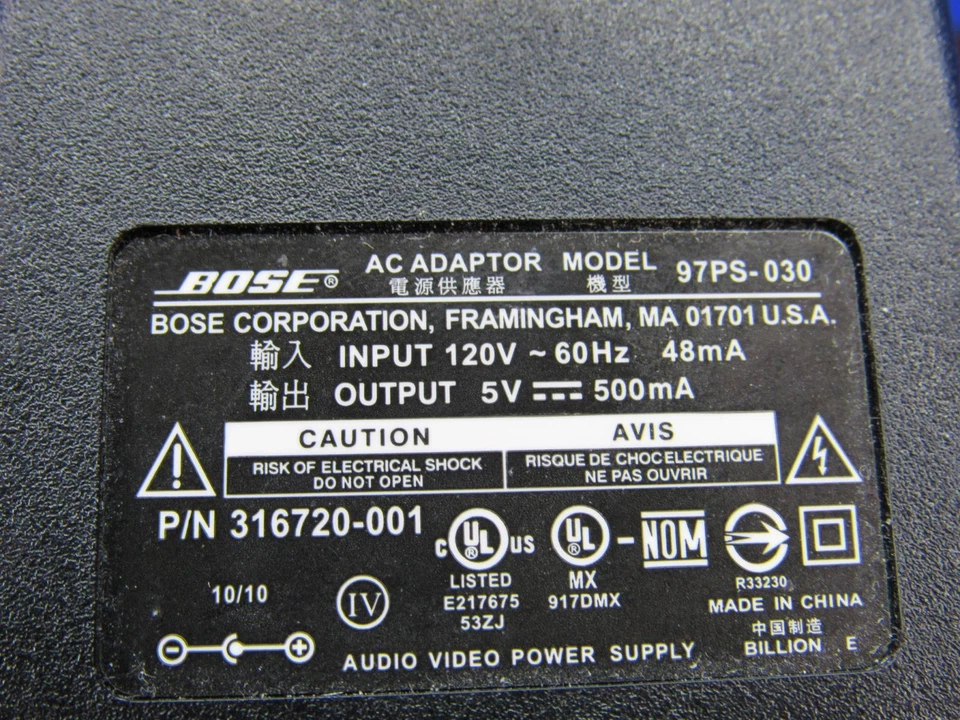 BOSE® AC ADAPTOR MODEL 97PS-030
電源供應器 機型
BOSE CORPORATION, FRAMINGHAM, MA 01701 U.S.A.
輸入 INPUT 120V ~ 60Hz 48mA
輸出 OUTPUT 5V ⎓ 500mA
CAUTION AVIS
RISK OF ELECTRICAL SHOCK
DO NOT OPEN
RISQUE DE CHOC ELECTRIQUE
NE PAS OUVRIR
P/N 316720-001
c UL® US
LISTED
E217675
53ZJ
UL®
MX
917DMX
-NOM
R33230
10/10
IV
MADE IN CHINA
中国制造
BILLION E
AUDIO VIDEO POWER SUPPLY